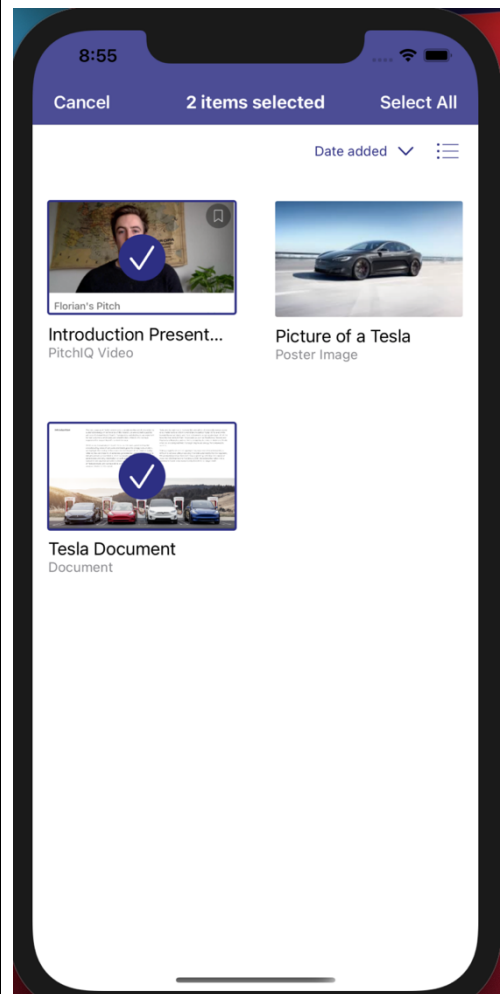 8:55
Cancel 2 items selected Select All
Date added
Florian's Pitch
Introduction Present...
PitchIQ Video
Picture of a Tesla
Poster Image
Tesla Document
Document